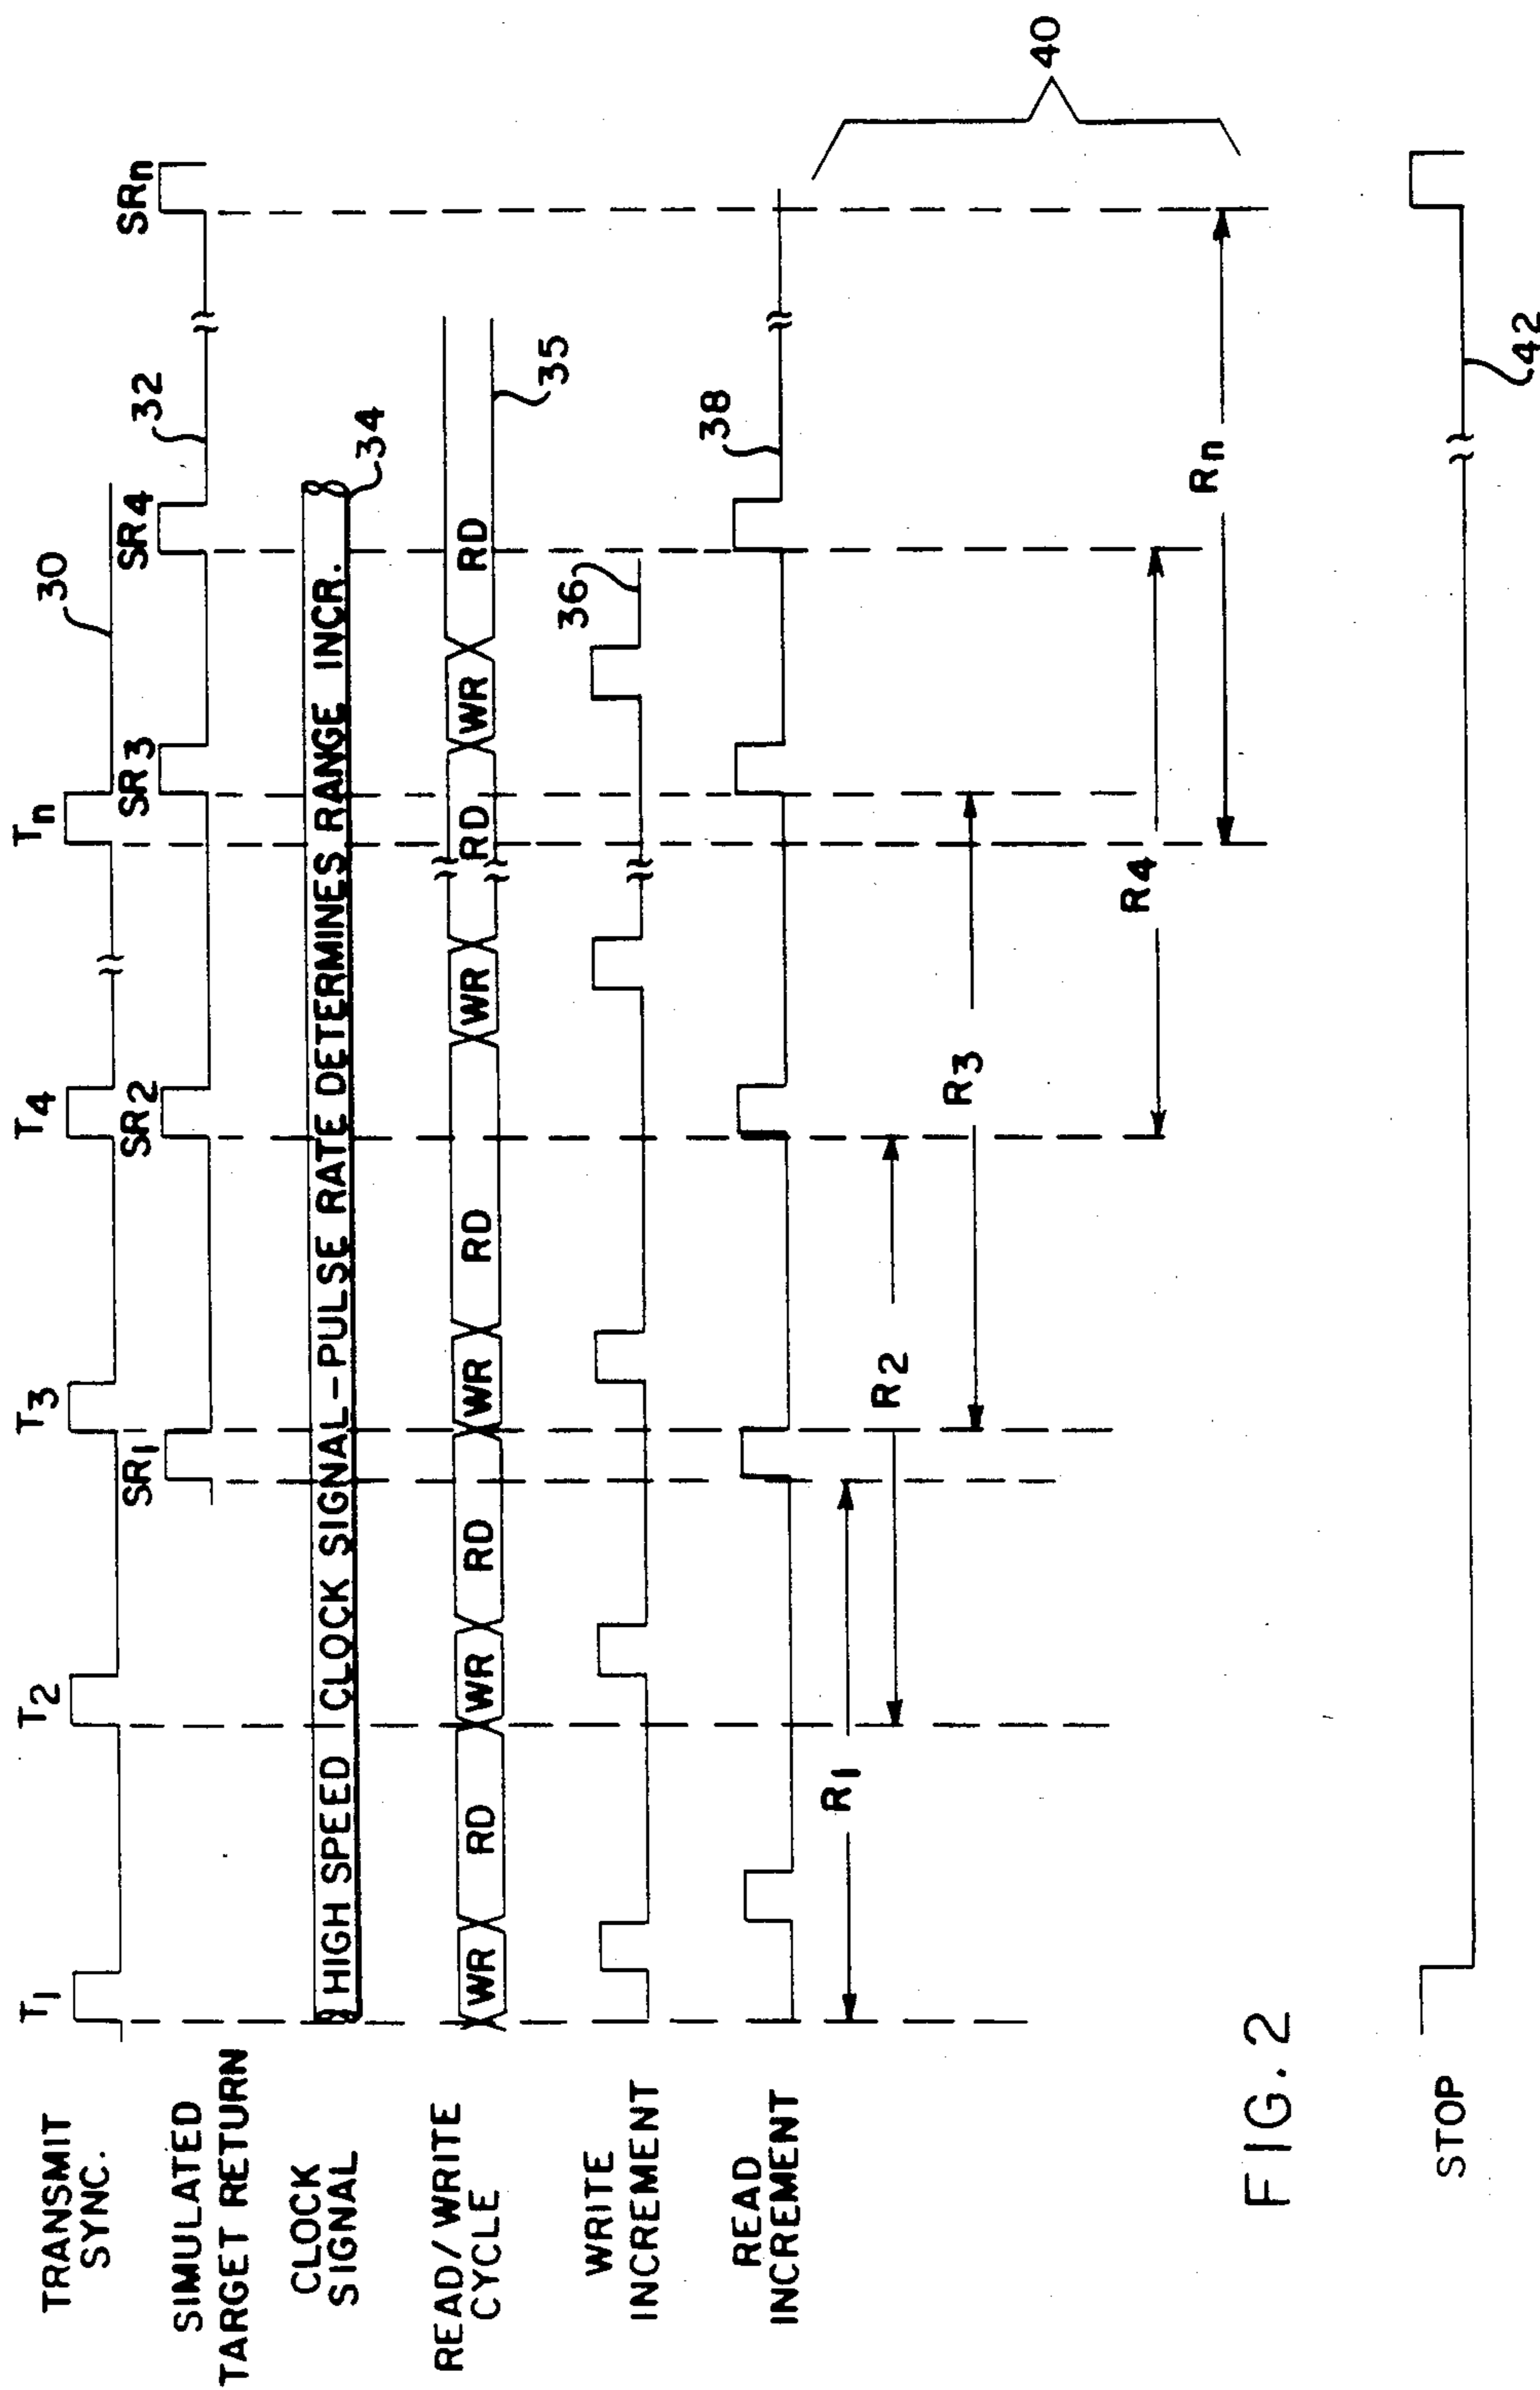 TRANSMIT
SYNC.
T1
T2
T3
T4
Tn
30
SIMULATED
TARGET RETURN
SR1
SR2
SR3
SR4
SRn
32
CLOCK
SIGNAL
HIGH SPEED CLOCK SIGNAL-PULSE RATE DETERMINES RANGE INCR.
34
READ/WRITE
CYCLE
WR
RD
WR
RD
WR
RD
WR
RD
WR
RD
35
WRITE
INCREMENT
36
READ
INCREMENT
38
R1
R2
R3
R4
Rn
40
FIG. 2
STOP
42